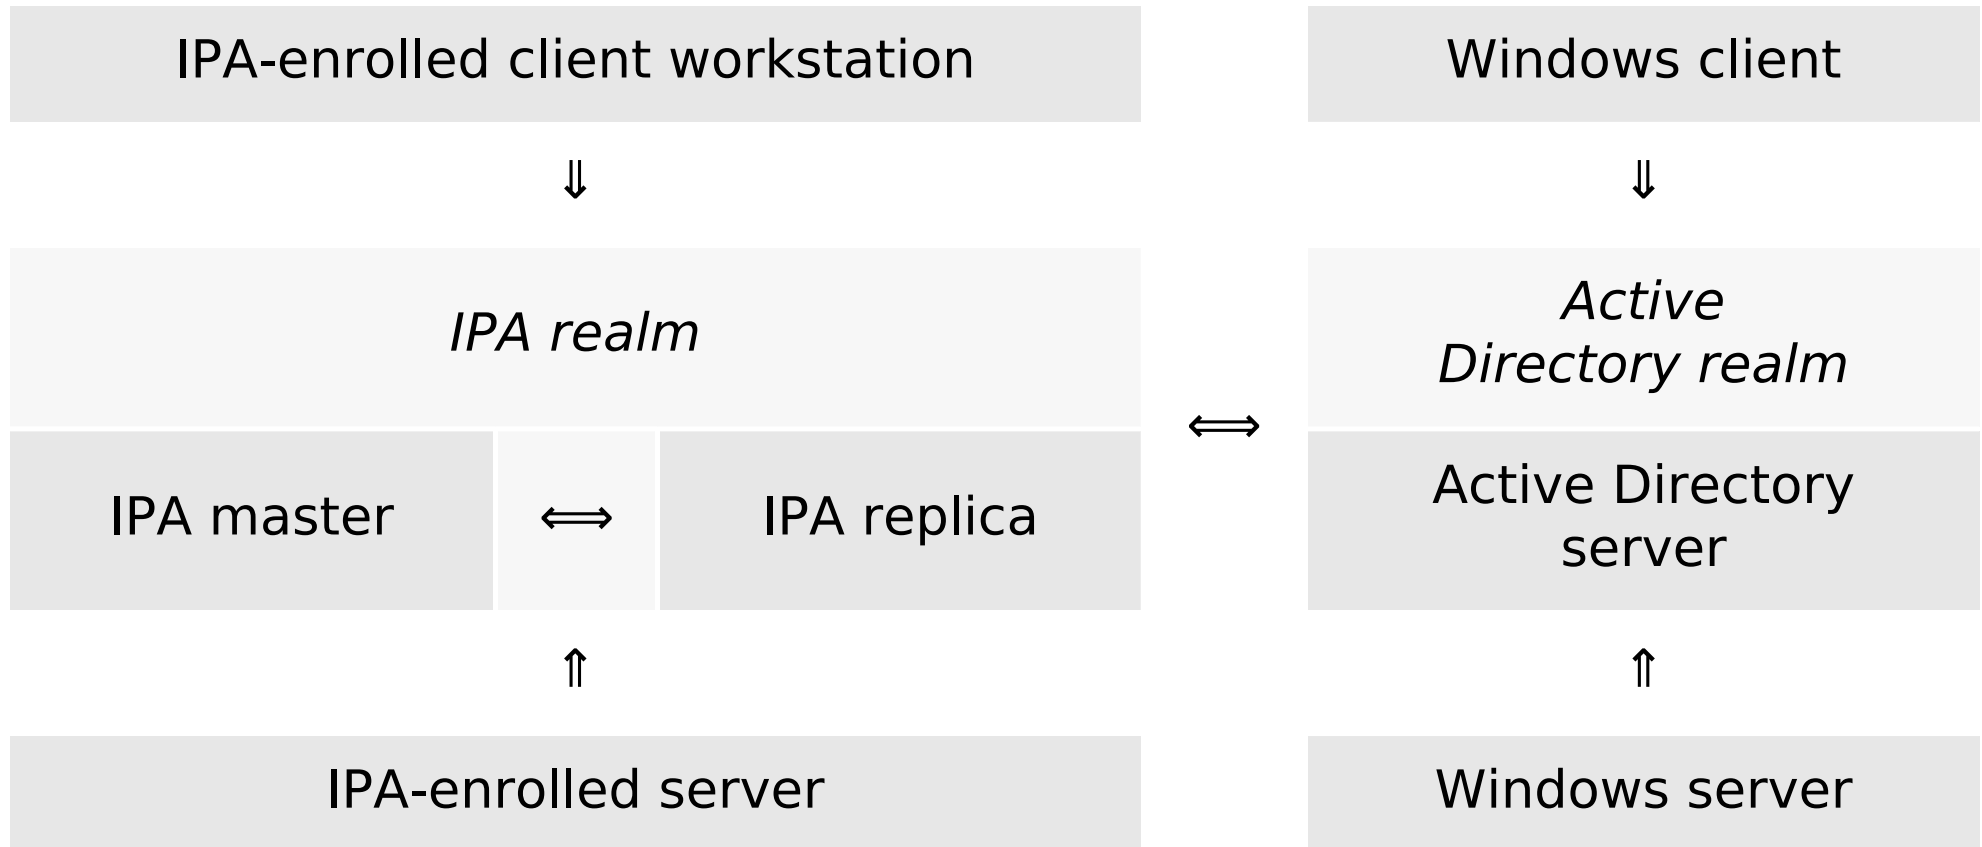 IPA-enrolled client workstation
Windows client
⇓
⇓
IPA realm
Active
Directory realm
⟺
IPA master
⟺
IPA replica
Active Directory
server
⇑
⇑
IPA-enrolled server
Windows server